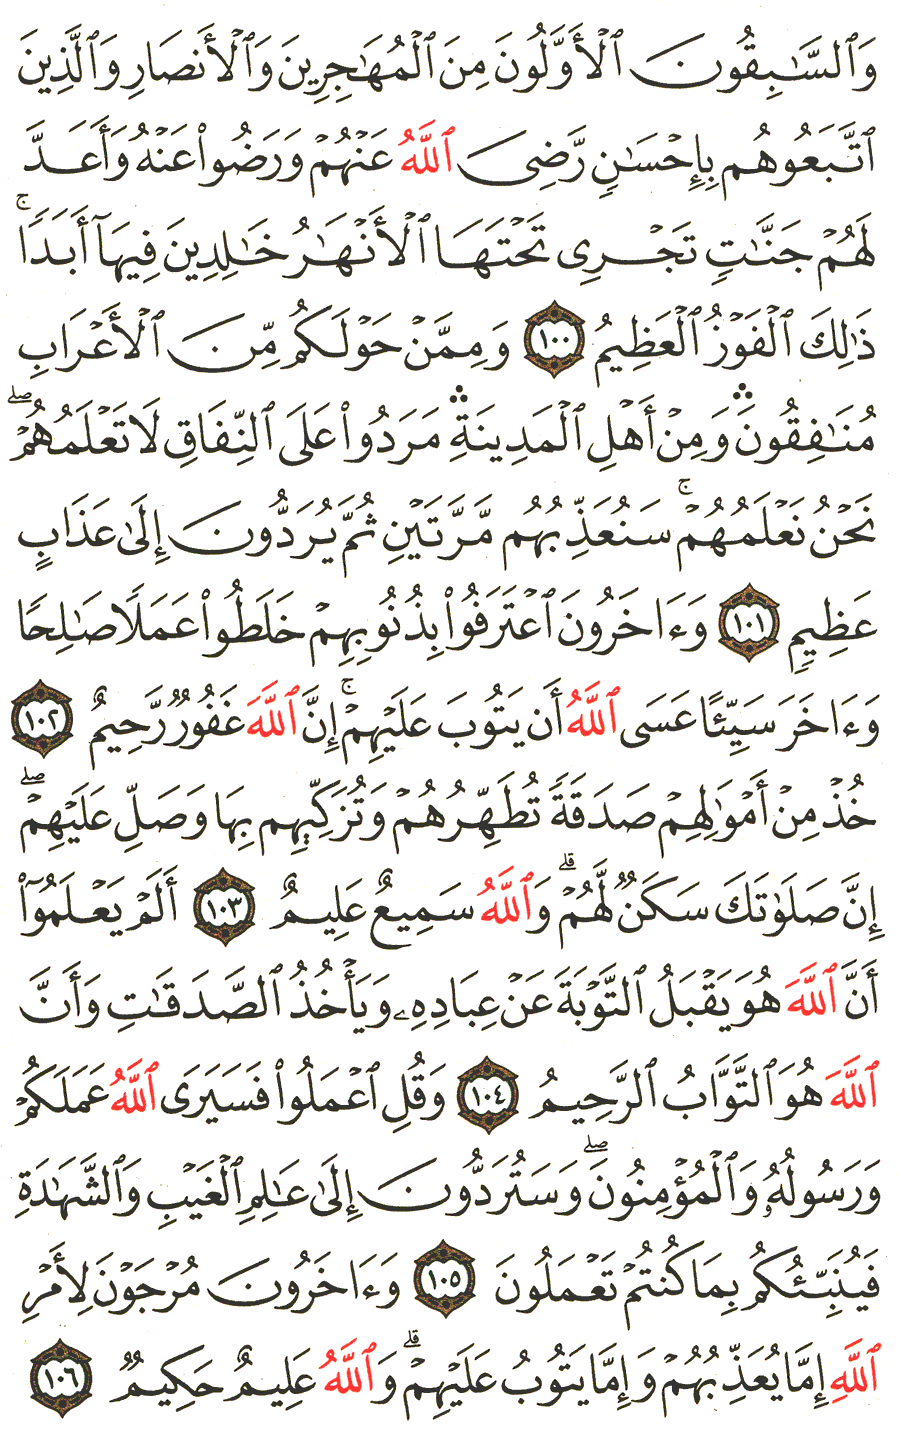 وَٱلسَّـٰبِقُونَ ٱلْأَوَّلُونَ مِنَ ٱلْمُهَـٰجِرِينَ وَٱلْأَنصَارِ وَٱلَّذِينَ
ٱتَّبَعُوهُم بِإِحْسَـٰنٍ رَّضِىَ ٱللَّهُ عَنْهُمْ وَرَضُوا۟ عَنْهُ وَأَعَدَّ
لَهُمْ جَنَّـٰتٍ تَجْرِى تَحْتَهَا ٱلْأَنْهَـٰرُ خَـٰلِدِينَ فِيهَآ أَبَدًا ۚ
ذَٰلِكَ ٱلْفَوْزُ ٱلْعَظِيمُ ١٠٠ وَمِمَّنْ حَوْلَكُم مِّنَ ٱلْأَعْرَابِ
مُنَـٰفِقُونَ ۛ وَمِنْ أَهْلِ ٱلْمَدِينَةِ ۛ مَرَدُوا۟ عَلَى ٱلنِّفَاقِ لَا تَعْلَمُهُمْ ۖ
نَحْنُ نَعْلَمُهُمْ ۚ سَنُعَذِّبُهُم مَّرَّتَيْنِ ثُمَّ يُرَدُّونَ إِلَىٰ عَذَابٍ
عَظِيمٍ ١٠١ وَءَاخَرُونَ ٱعْتَرَفُوا۟ بِذُنُوبِهِمْ خَلَطُوا۟ عَمَلًا صَـٰلِحًا
وَءَاخَرَ سَيِّئًا عَسَى ٱللَّهُ أَن يَتُوبَ عَلَيْهِمْ ۚ إِنَّ ٱللَّهَ غَفُورٌ رَّحِيمٌ ١٠٢
خُذْ مِنْ أَمْوَٰلِهِمْ صَدَقَةً تُطَهِّرُهُمْ وَتُزَكِّيهِم بِهَا وَصَلِّ عَلَيْهِمْ ۖ
إِنَّ صَلَوٰتَكَ سَكَنٌ لَّهُمْ ۗ وَٱللَّهُ سَمِيعٌ عَلِيمٌ ١٠٣ أَلَمْ يَعْلَمُوٓا۟
أَنَّ ٱللَّهَ هُوَ يَقْبَلُ ٱلتَّوْبَةَ عَنْ عِبَادِهِۦ وَيَأْخُذُ ٱلصَّدَقَـٰتِ وَأَنَّ
ٱللَّهَ هُوَ ٱلتَّوَّابُ ٱلرَّحِيمُ ١٠٤ وَقُلِ ٱعْمَلُوا۟ فَسَيَرَى ٱللَّهُ عَمَلَكُمْ
وَرَسُولُهُۥ وَٱلْمُؤْمِنُونَ ۖ وَسَتُرَدُّونَ إِلَىٰ عَـٰلِمِ ٱلْغَيْبِ وَٱلشَّهَـٰدَةِ
فَيُنَبِّئُكُم بِمَا كُنتُمْ تَعْمَلُونَ ١٠٥ وَءَاخَرُونَ مُرْجَوْنَ لِأَمْرِ
ٱللَّهِ إِمَّا يُعَذِّبُهُمْ وَإِمَّا يَتُوبُ عَلَيْهِمْ ۗ وَٱللَّهُ عَلِيمٌ حَكِيمٌ ١٠٦